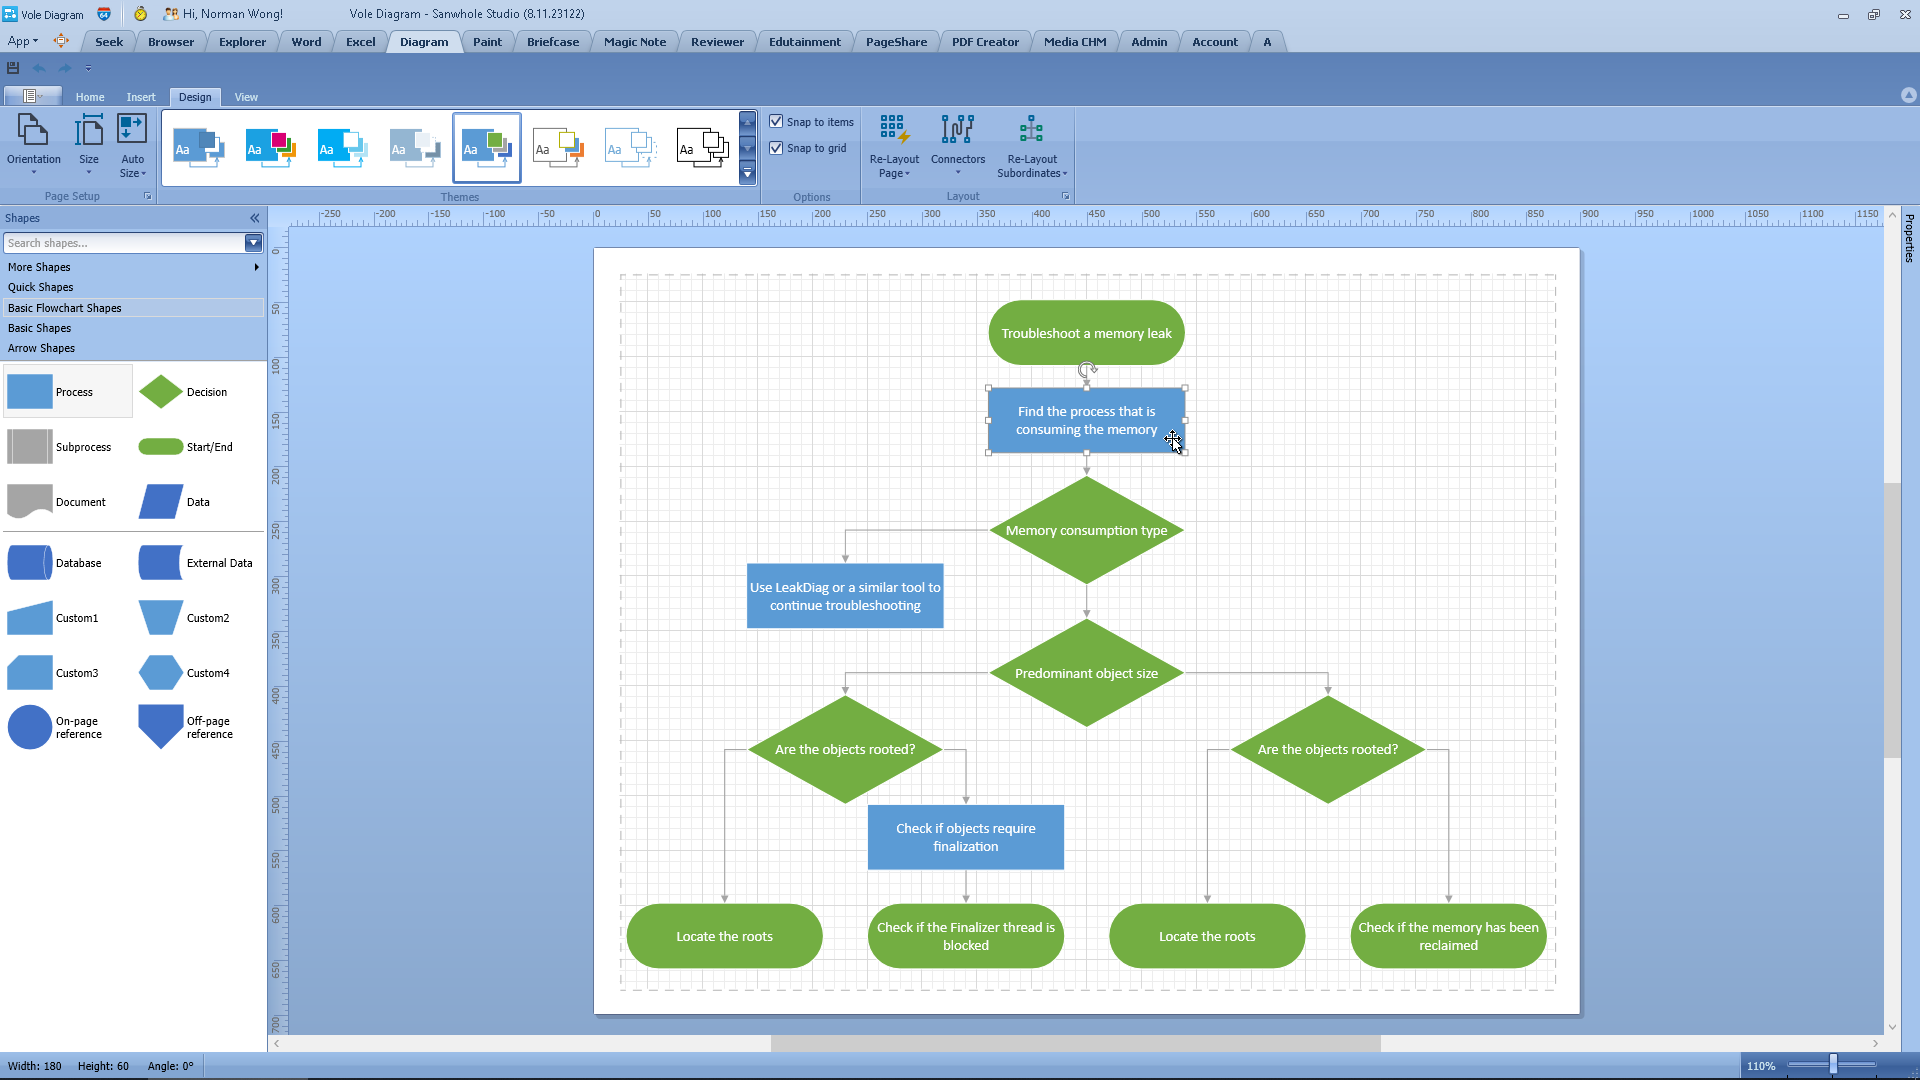 Vole Diagram
64
Hi, Norman Wong!
Vole Diagram - Sanwhole Studio (8.11.23122)
App
Seek
Browser
Explorer
Word
Excel
Diagram
Paint
Briefcase
Magic Note
Reviewer
Edutainment
PageShare
PDF Creator
Media CHM
Admin
Account
A
Home
Insert
Design
View
Orientation
Size
Auto
Size
Page Setup
Aa
Aa
Aa
Aa
Aa
Aa
Aa
Aa
Themes
Snap to items
Snap to grid
Options
Re-Layout
Page
Connectors
Re-Layout
Subordinates
Layout
Shapes
Search shapes...
More Shapes
Quick Shapes
Basic Flowchart Shapes
Basic Shapes
Arrow Shapes
Process
Decision
Subprocess
Start/End
Document
Data
Database
External Data
Custom1
Custom2
Custom3
Custom4
On-page
reference
Off-page
reference
-250 -200 -150 -100 -50 0 50 100 150 200 250 300 350 400 450 500 550 600 650 700 750 800 850 900 950 1000 1050 1100 1150
0
50
100
150
200
250
300
350
400
450
500
550
600
650
700
Properties
Troubleshoot a memory leak
Find the process that is
consuming the memory
Memory consumption type
Use LeakDiag or a similar tool to
continue troubleshooting
Predominant object size
Are the objects rooted?
Are the objects rooted?
Check if objects require
finalization
Locate the roots
Check if the Finalizer thread is
blocked
Locate the roots
Check if the memory has been
reclaimed
Width: 180
Height: 60
Angle: 0°
110%